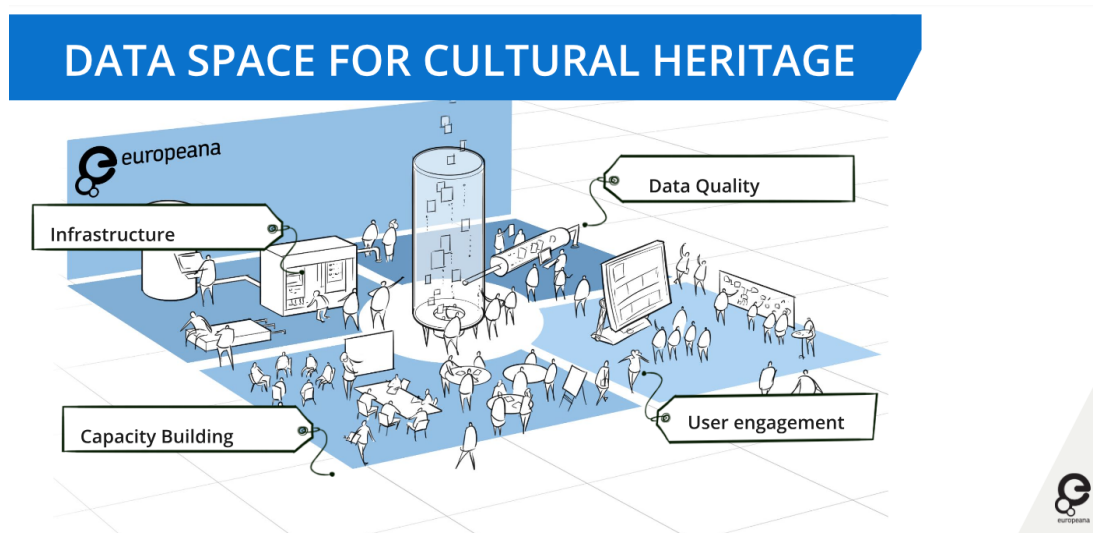 DATA SPACE FOR CULTURAL HERITAGE
europeana
Data Quality
Infrastructure
Capacity Building
User engagement
europeana